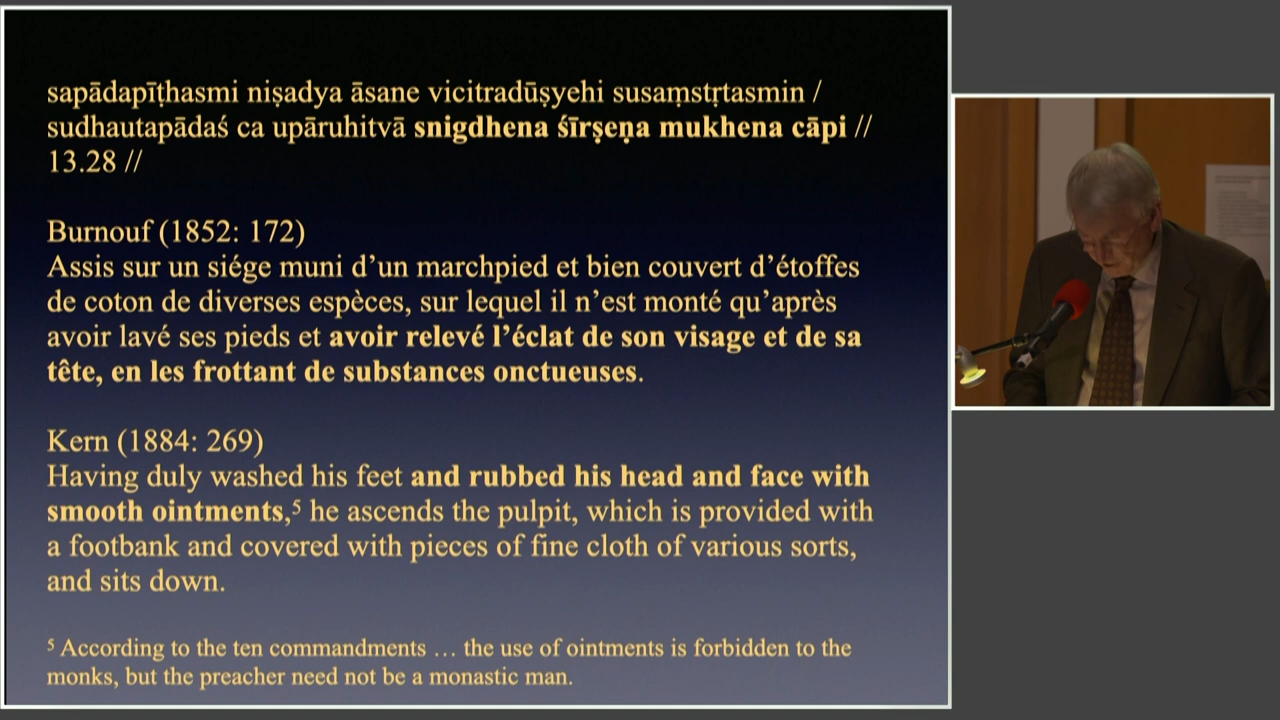 sapādapīṭhasmi niṣadya āsane vicitradūṣyehi susaṃstṛtasmin /
sudhautapādaś ca upāruhitvā snigdhena śīrṣeṇa mukhena cāpi //
13.28 //
Burnouf (1852: 172)
Assis sur un siége muni d’un marchpied et bien couvert d’étoffes
de coton de diverses espèces, sur lequel il n’est monté qu’après
avoir lavé ses pieds et avoir relevé l’éclat de son visage et de sa
tête, en les frottant de substances onctueuses.
Kern (1884: 269)
Having duly washed his feet and rubbed his head and face with
smooth ointments,⁵ he ascends the pulpit, which is provided with
a footbank and covered with pieces of fine cloth of various sorts,
and sits down.
⁵ According to the ten commandments … the use of ointments is forbidden to the
monks, but the preacher need not be a monastic man.